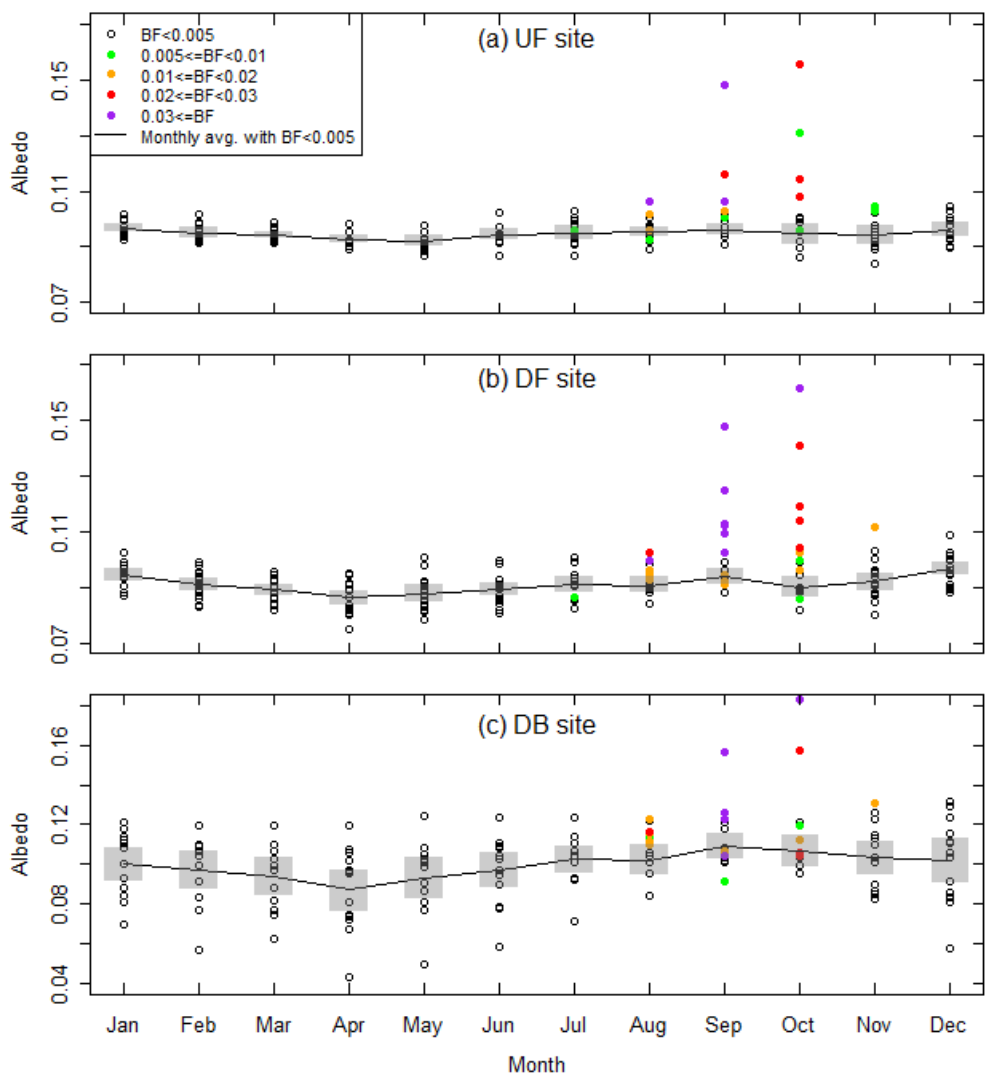 (a) UF site
BF<0.005
0.005<=BF<0.01
0.01<=BF<0.02
0.02<=BF<0.03
0.03<=BF
Monthly avg. with BF<0.005
Albedo
0.15
0.11
0.07
(b) DF site
Albedo
0.15
0.11
0.07
(c) DB site
Albedo
0.16
0.12
0.08
0.04
Jan Feb Mar Apr May Jun Jul Aug Sep Oct Nov Dec
Month